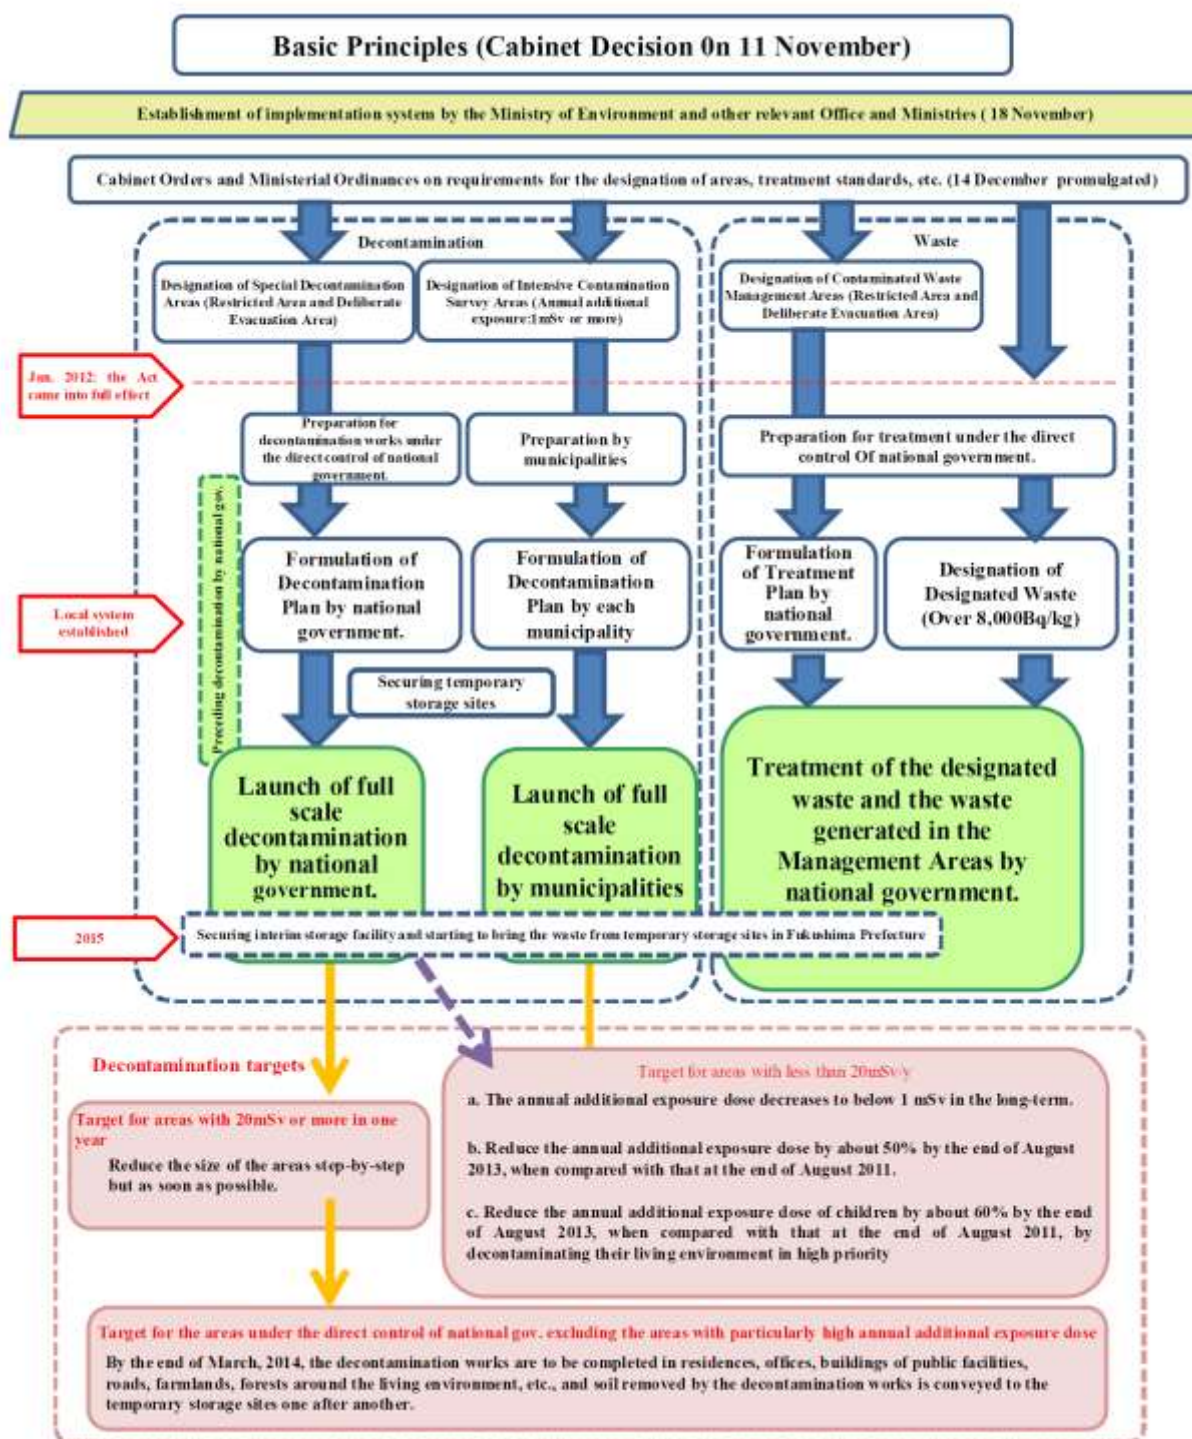 Basic Principles (Cabinet Decision 0n 11 November)
Establishment of implementation system by the Ministry of Environment and other relevant Office and Ministries ( 18 November)
Cabinet Orders and Ministerial Ordinances on requirements for the designation of areas, treatment standards, etc. (14 December promulgated)
Decontamination
Waste
Designation of Special Decontamination
Areas (Restricted Area and Deliberate
Evacuation Area)
Designation of Intensive Contamination
Survey Areas (Annual additional
exposure:1mSv or more)
Designation of Contaminated Waste
Management Areas (Restricted Area and
Deliberate Evacuation Area)
Jan. 2012: the Act
came into full effect
Preparation for
decontamination works under
the direct control of national
government.
Preparation by
municipalities
Preparation for treatment under the direct
control Of national government.
Preceding decontamination by national gov.
Local system
established
Formulation of
Decontamination
Plan by national
government.
Formulation of
Decontamination
Plan by each
municipality
Formulation
of Treatment
Plan by
national
government.
Designation of
Designated Waste
(Over 8,000Bq/kg)
Securing temporary
storage sites
Launch of full
scale
decontamination
by national
government.
Launch of full
scale
decontamination
by municipalities
Treatment of the designated
waste and the waste
generated in the
Management Areas by
national government.
2015
Securing interim storage facility and starting to bring the waste from temporary storage sites in Fukushima Prefecture
Decontamination targets
Target for areas with 20mSv or more in one
year
Reduce the size of the areas step-by-step
but as soon as possible.
Target for areas with less than 20mSv-y
a. The annual additional exposure dose decreases to below 1 mSv in the long-term.
b. Reduce the annual additional exposure dose by about 50% by the end of August
2013, when compared with that at the end of August 2011.
c. Reduce the annual additional exposure dose of children by about 60% by the end
of August 2013, when compared with that at the end of August 2011, by
decontaminating their living environment in high priority
Target for the areas under the direct control of national gov. excluding the areas with particularly high annual additional exposure dose
By the end of March, 2014, the decontamination works are to be completed in residences, offices, buildings of public facilities,
roads, farmlands, forests around the living environment, etc., and soil removed by the decontamination works is conveyed to the
temporary storage sites one after another.